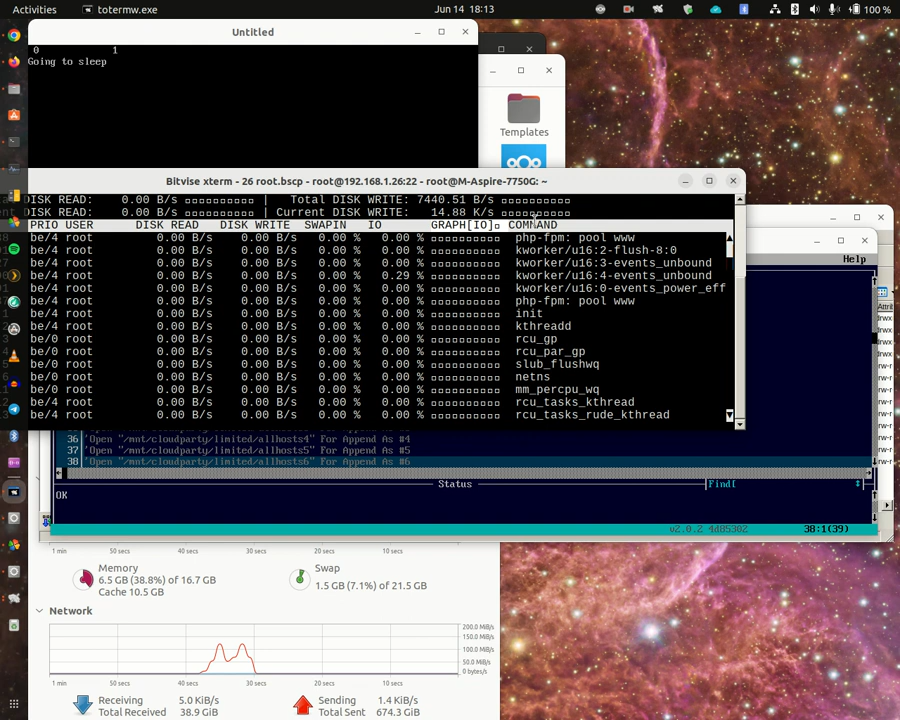 Activities
totermw.exe
Jun 14 18:13
100 %
Untitled
0 1
Going to sleep
Templates
Bitvise xterm - 26 root.bscp - root@192.168.1.26:22 - root@M-Aspire-7750G: ~
DISK READ: 0.00 B/s | Total DISK WRITE: 7440.51 B/s
DISK READ: 0.00 B/s | Current DISK WRITE: 14.88 K/s
PRIO USER DISK READ DISK WRITE SWAPIN IO GRAPH[IO] COMMAND
be/4 root 0.00 B/s 0.00 B/s 0.00 % 0.00 % php-fpm: pool www
be/4 root 0.00 B/s 0.00 B/s 0.00 % 0.00 % kworker/u16:2-flush-8:0
be/4 root 0.00 B/s 0.00 B/s 0.00 % 0.00 % kworker/u16:3-events_unbound
be/4 root 0.00 B/s 0.00 B/s 0.00 % 0.29 % kworker/u16:4-events_unbound
be/4 root 0.00 B/s 0.00 B/s 0.00 % 0.00 % kworker/u16:0-events_power_eff
be/4 root 0.00 B/s 0.00 B/s 0.00 % 0.00 % php-fpm: pool www
be/4 root 0.00 B/s 0.00 B/s 0.00 % 0.00 % init
be/4 root 0.00 B/s 0.00 B/s 0.00 % 0.00 % kthreadd
be/0 root 0.00 B/s 0.00 B/s 0.00 % 0.00 % rcu_gp
be/0 root 0.00 B/s 0.00 B/s 0.00 % 0.00 % rcu_par_gp
be/0 root 0.00 B/s 0.00 B/s 0.00 % 0.00 % slub_flushwq
be/0 root 0.00 B/s 0.00 B/s 0.00 % 0.00 % netns
be/0 root 0.00 B/s 0.00 B/s 0.00 % 0.00 % mm_percpu_wq
be/4 root 0.00 B/s 0.00 B/s 0.00 % 0.00 % rcu_tasks_kthread
be/4 root 0.00 B/s 0.00 B/s 0.00 % 0.00 % rcu_tasks_rude_kthread
Help
Attrib
drwx
drwx
rw-r
rw-r
rw-r
rw-r
rw-r
rw-r
rw-r
rw-r
rw-r
36 'Open "/mnt/cloudparty/limited/allhosts4" For Append As #4
37 'Open "/mnt/cloudparty/limited/allhosts5" For Append As #5
38 'Open "/mnt/cloudparty/limited/allhosts6" For Append As #6
Status
Find[
OK
v2.0.2 4d85302 38:1(39)
1 min 50 secs 40 secs 30 secs 20 secs 10 secs
Memory
6.5 GB (38.8%) of 16.7 GB
Cache 10.5 GB
Swap
1.5 GB (7.1%) of 21.5 GB
Network
200.0 MiB/s
150.0 MiB/s
50.0 MiB/s
0 bytes/s
1 min 50 secs 40 secs 30 secs 20 secs 10 secs
Receiving 5.0 KiB/s
Total Received 38.9 GiB
Sending 1.4 KiB/s
Total Sent 674.3 GiB